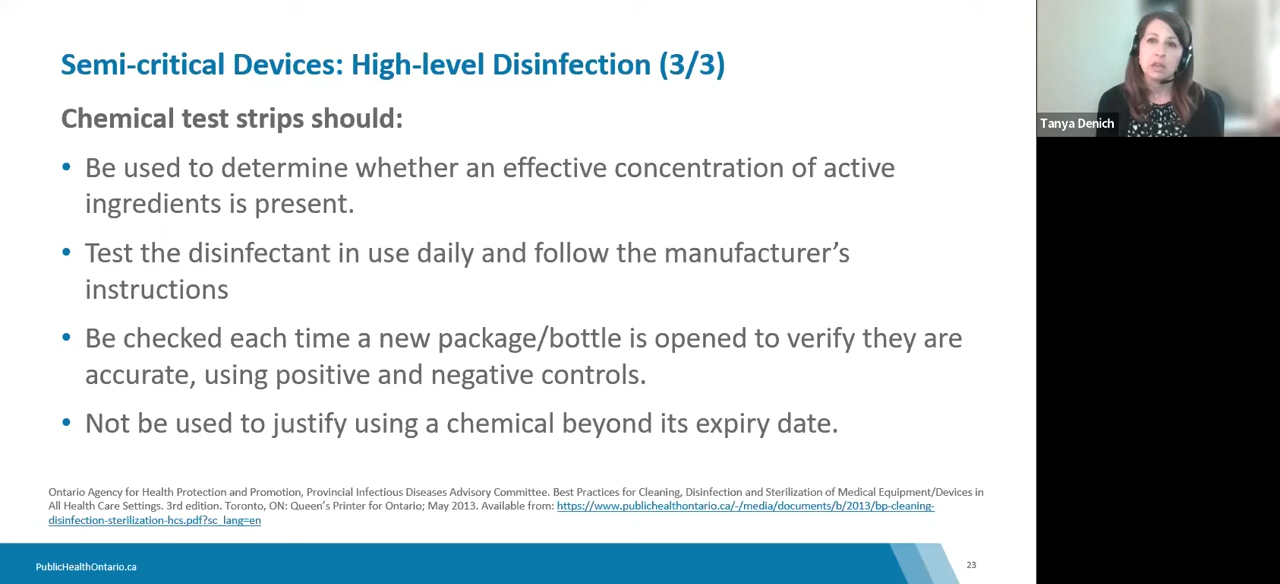 Semi-critical Devices: High-level Disinfection (3/3)
Chemical test strips should:
• Be used to determine whether an effective concentration of active
ingredients is present.
• Test the disinfectant in use daily and follow the manufacturer's
instructions
• Be checked each time a new package/bottle is opened to verify they are
accurate, using positive and negative controls.
• Not be used to justify using a chemical beyond its expiry date.
Ontario Agency for Health Protection and Promotion, Provincial Infectious Diseases Advisory Committee. Best Practices for Cleaning, Disinfection and Sterilization of Medical Equipment/Devices in
All Health Care Settings. 3rd edition. Toronto, ON: Queen's Printer for Ontario; May 2013. Available from: https://www.publichealthontario.ca/-/media/documents/b/2013/bp-cleaning-
disinfection-sterilization-hcs.pdf?sc_lang=en
PublicHealthOntario.ca
23
Tanya Denich